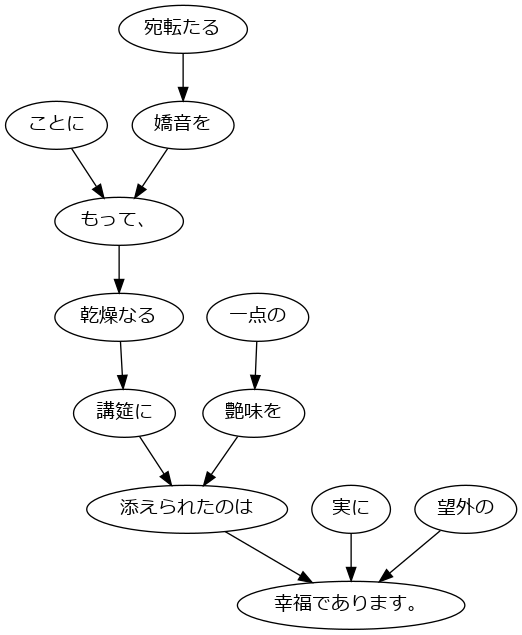 宛転たる
ことに
嬌音を
もって、
乾燥なる
一点の
講筵に
艶味を
添えられたのは
実に
望外の
幸福であります。